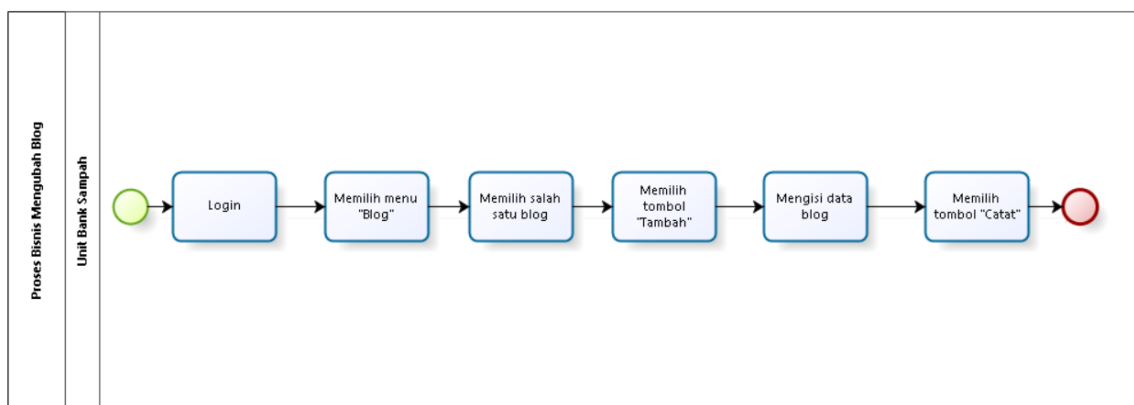 Proses Bisnis Mengubah Blog
Unit Bank Sampah
Login
Memilih menu
"Blog"
Memilih salah
satu blog
Memilih
tombol
"Tambah"
Mengisi data
blog
Memilih
tombol "Catat"